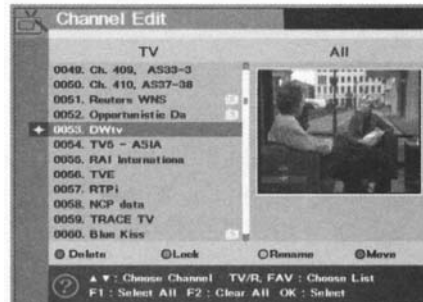 Channel Edit
TV
All
0049. Ch. 409, AS33-3
0050. Ch. 410, AS37-38
0051. Reuters WNS
0052. Opportunistic Da
0053. DWtv
0054. TV5 - ASIA
0055. RAI Internationa
0056. TVE
0057. RTPi
0058. NCP data
0059. TRACE TV
0060. Blue Kiss
Delete
Lock
Rename
Move
? ▲▼: Choose Channel TV/R, FAV : Choose List
F1 : Select All F2 : Clear All OK : Select